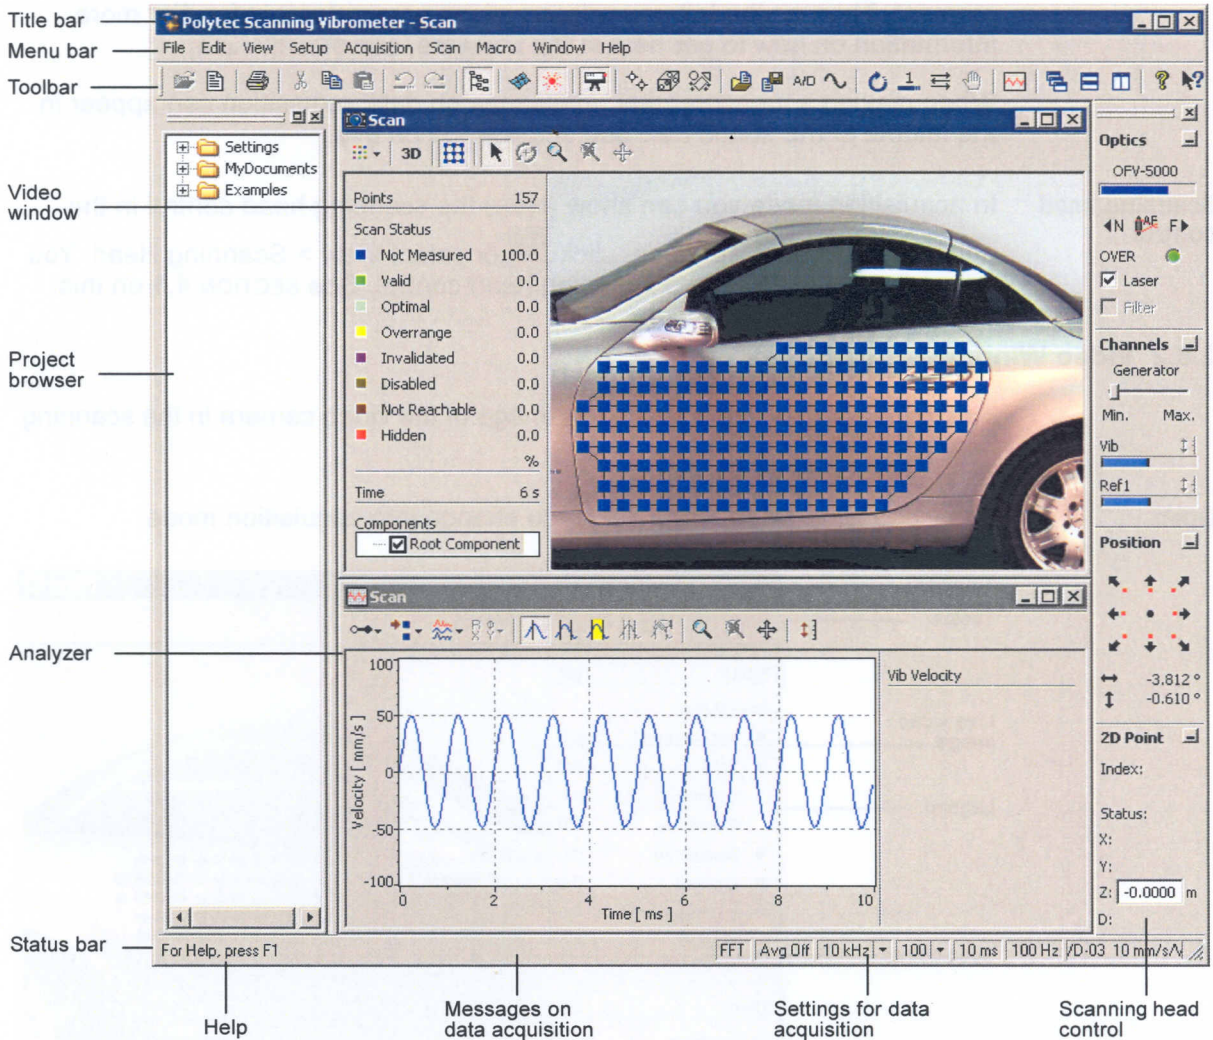 Title bar
Menu bar
Toolbar
Video
window
Project
browser
Analyzer
Status bar
Polytec Scanning Vibrometer - Scan
File Edit View Setup Acquisition Scan Macro Window Help
A/D 1
Settings
MyDocuments
Examples
Scan
3D
Points 157
Scan Status
Not Measured 100.0
Valid 0.0
Optimal 0.0
Overrange 0.0
Invalidated 0.0
Disabled 0.0
Not Reachable 0.0
Hidden 0.0
%
Time 6 s
Components
Root Component
Optics
OFV-5000
N AF F
OVER
Laser
Filter
Channels
Generator
Min. Max.
Vib
Ref1
Position
-3.812 °
-0.610 °
2D Point
Index:
Status:
X:
Y:
Z: -0.0000 m
D:
Scan
Vib Velocity
Velocity [ mm/s ]
100
50
0
-50
-100
0 2 4 6 8 10
Time [ ms ]
For Help, press F1
FFT Avg Off 10 kHz 100 10 ms 100 Hz /D-03 10 mm/s/V
Help
Messages on
data acquisition
Settings for data
acquisition
Scanning head
control